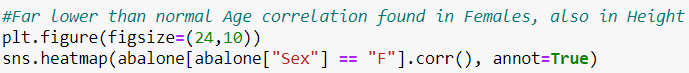 #Far lower than normal Age correlation found in Females, also in Height
plt.figure(figsize=(24,10))
sns.heatmap(abalone[abalone["Sex"] == "F"].corr(), annot=True)